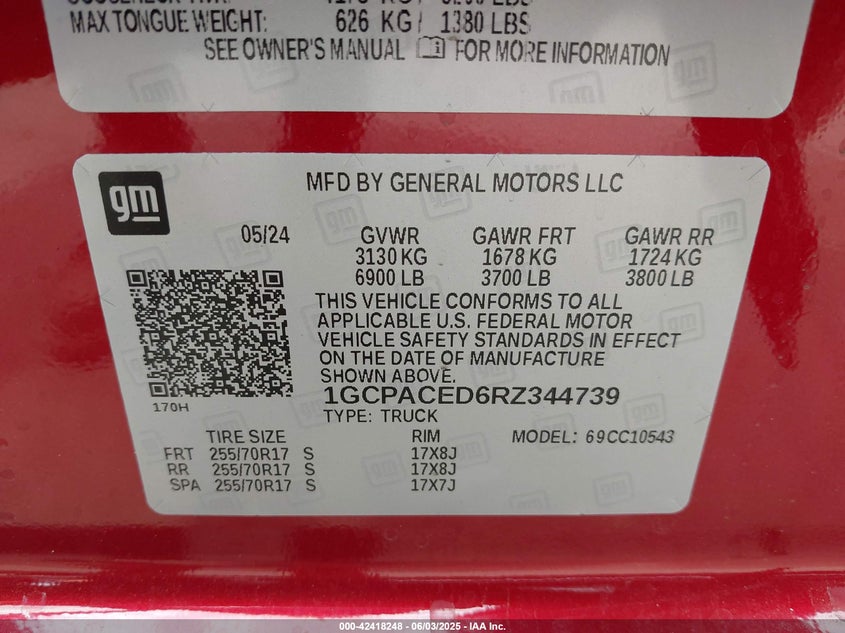 MAX TONGUE WEIGHT: 626 KG / 1380 LBS
SEE OWNER'S MANUAL FOR MORE INFORMATION
gm
MFD BY GENERAL MOTORS LLC
05/24 GVWR GAWR FRT GAWR RR
3130 KG 1678 KG 1724 KG
6900 LB 3700 LB 3800 LB
THIS VEHICLE CONFORMS TO ALL
APPLICABLE U.S. FEDERAL MOTOR
VEHICLE SAFETY STANDARDS IN EFFECT
ON THE DATE OF MANUFACTURE
SHOWN ABOVE.
170H
1GCPACED6RZ344739
TYPE: TRUCK
TIRE SIZE RIM MODEL: 69CC10543
FRT 255/70R17 S 17X8J
RR 255/70R17 S 17X8J
SPA 255/70R17 S 17X7J
000-42418248 - 06/03/2025 - IAA Inc.